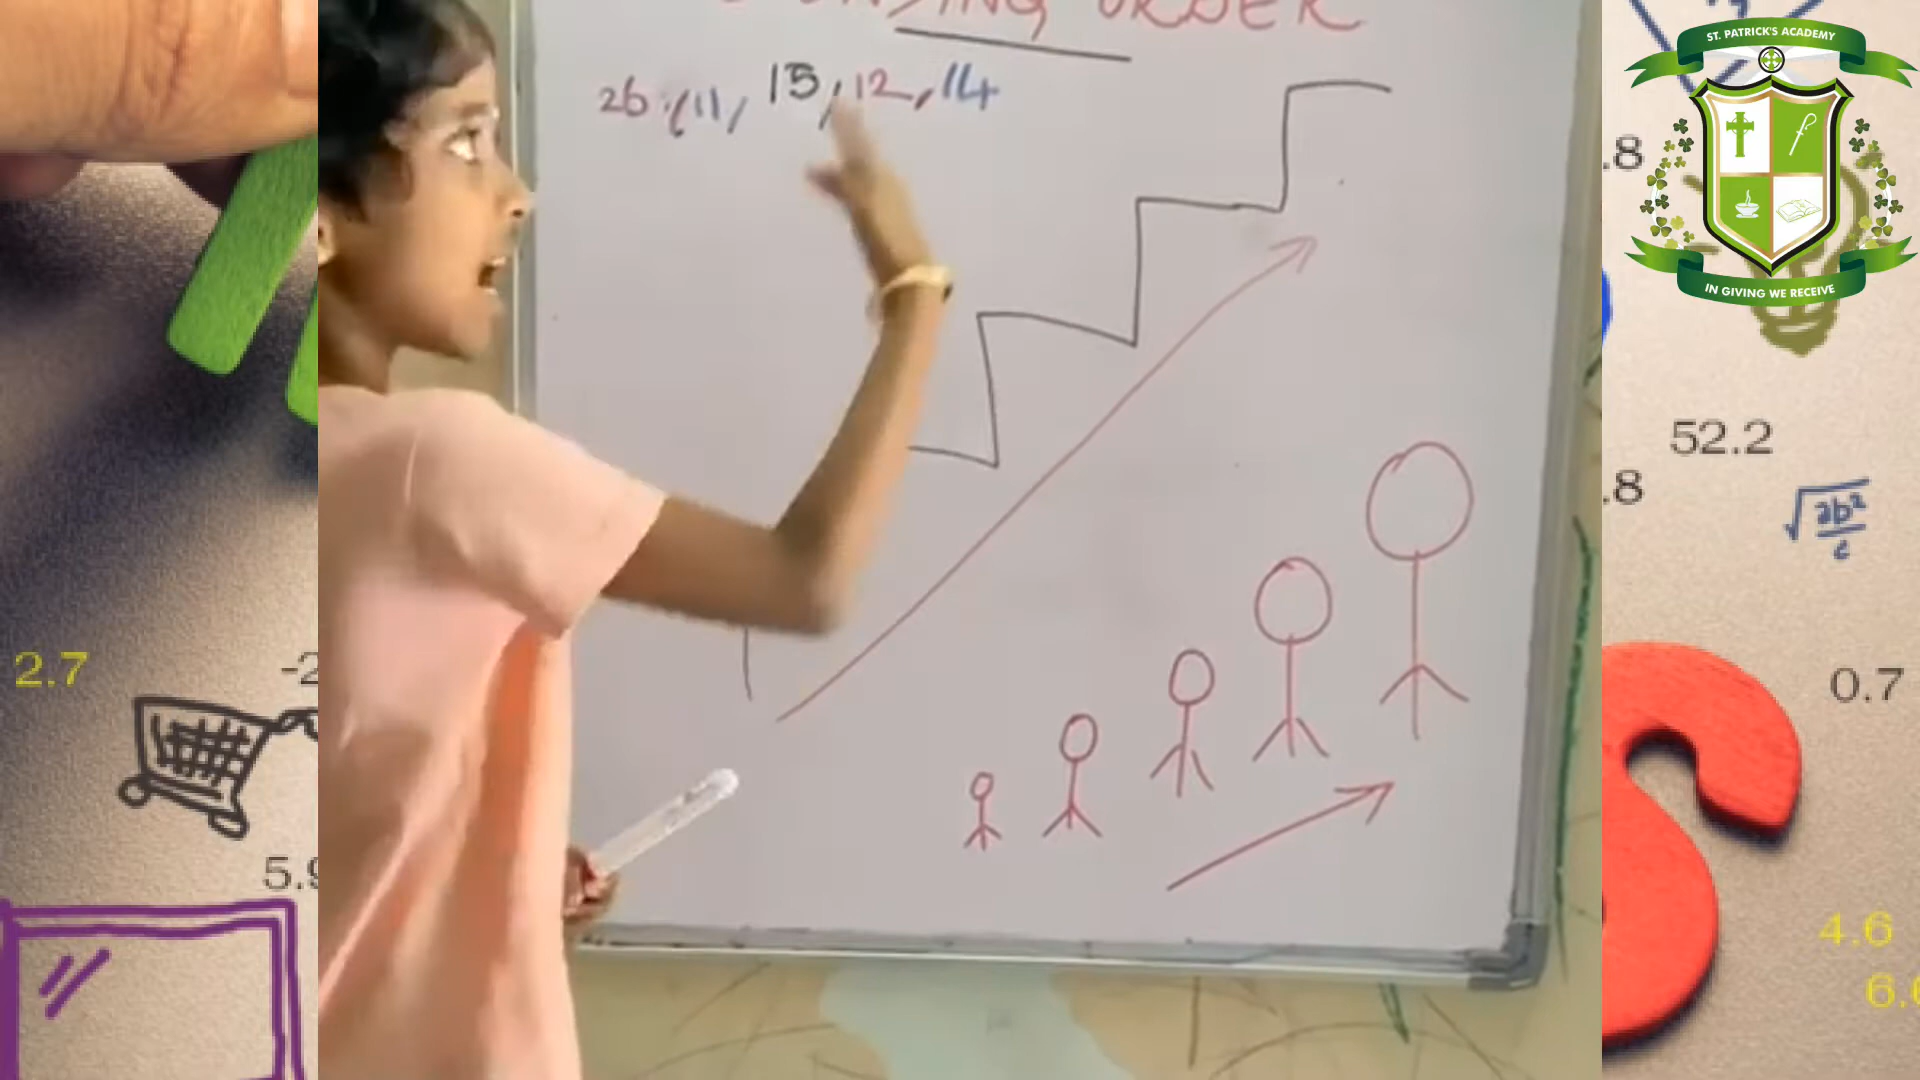 ORDER
26, 11, 15, 12, 14
ST. PATRICK'S ACADEMY
IN GIVING WE RECEIVE
.8
52.2
.8
2.7
0.7
4.6